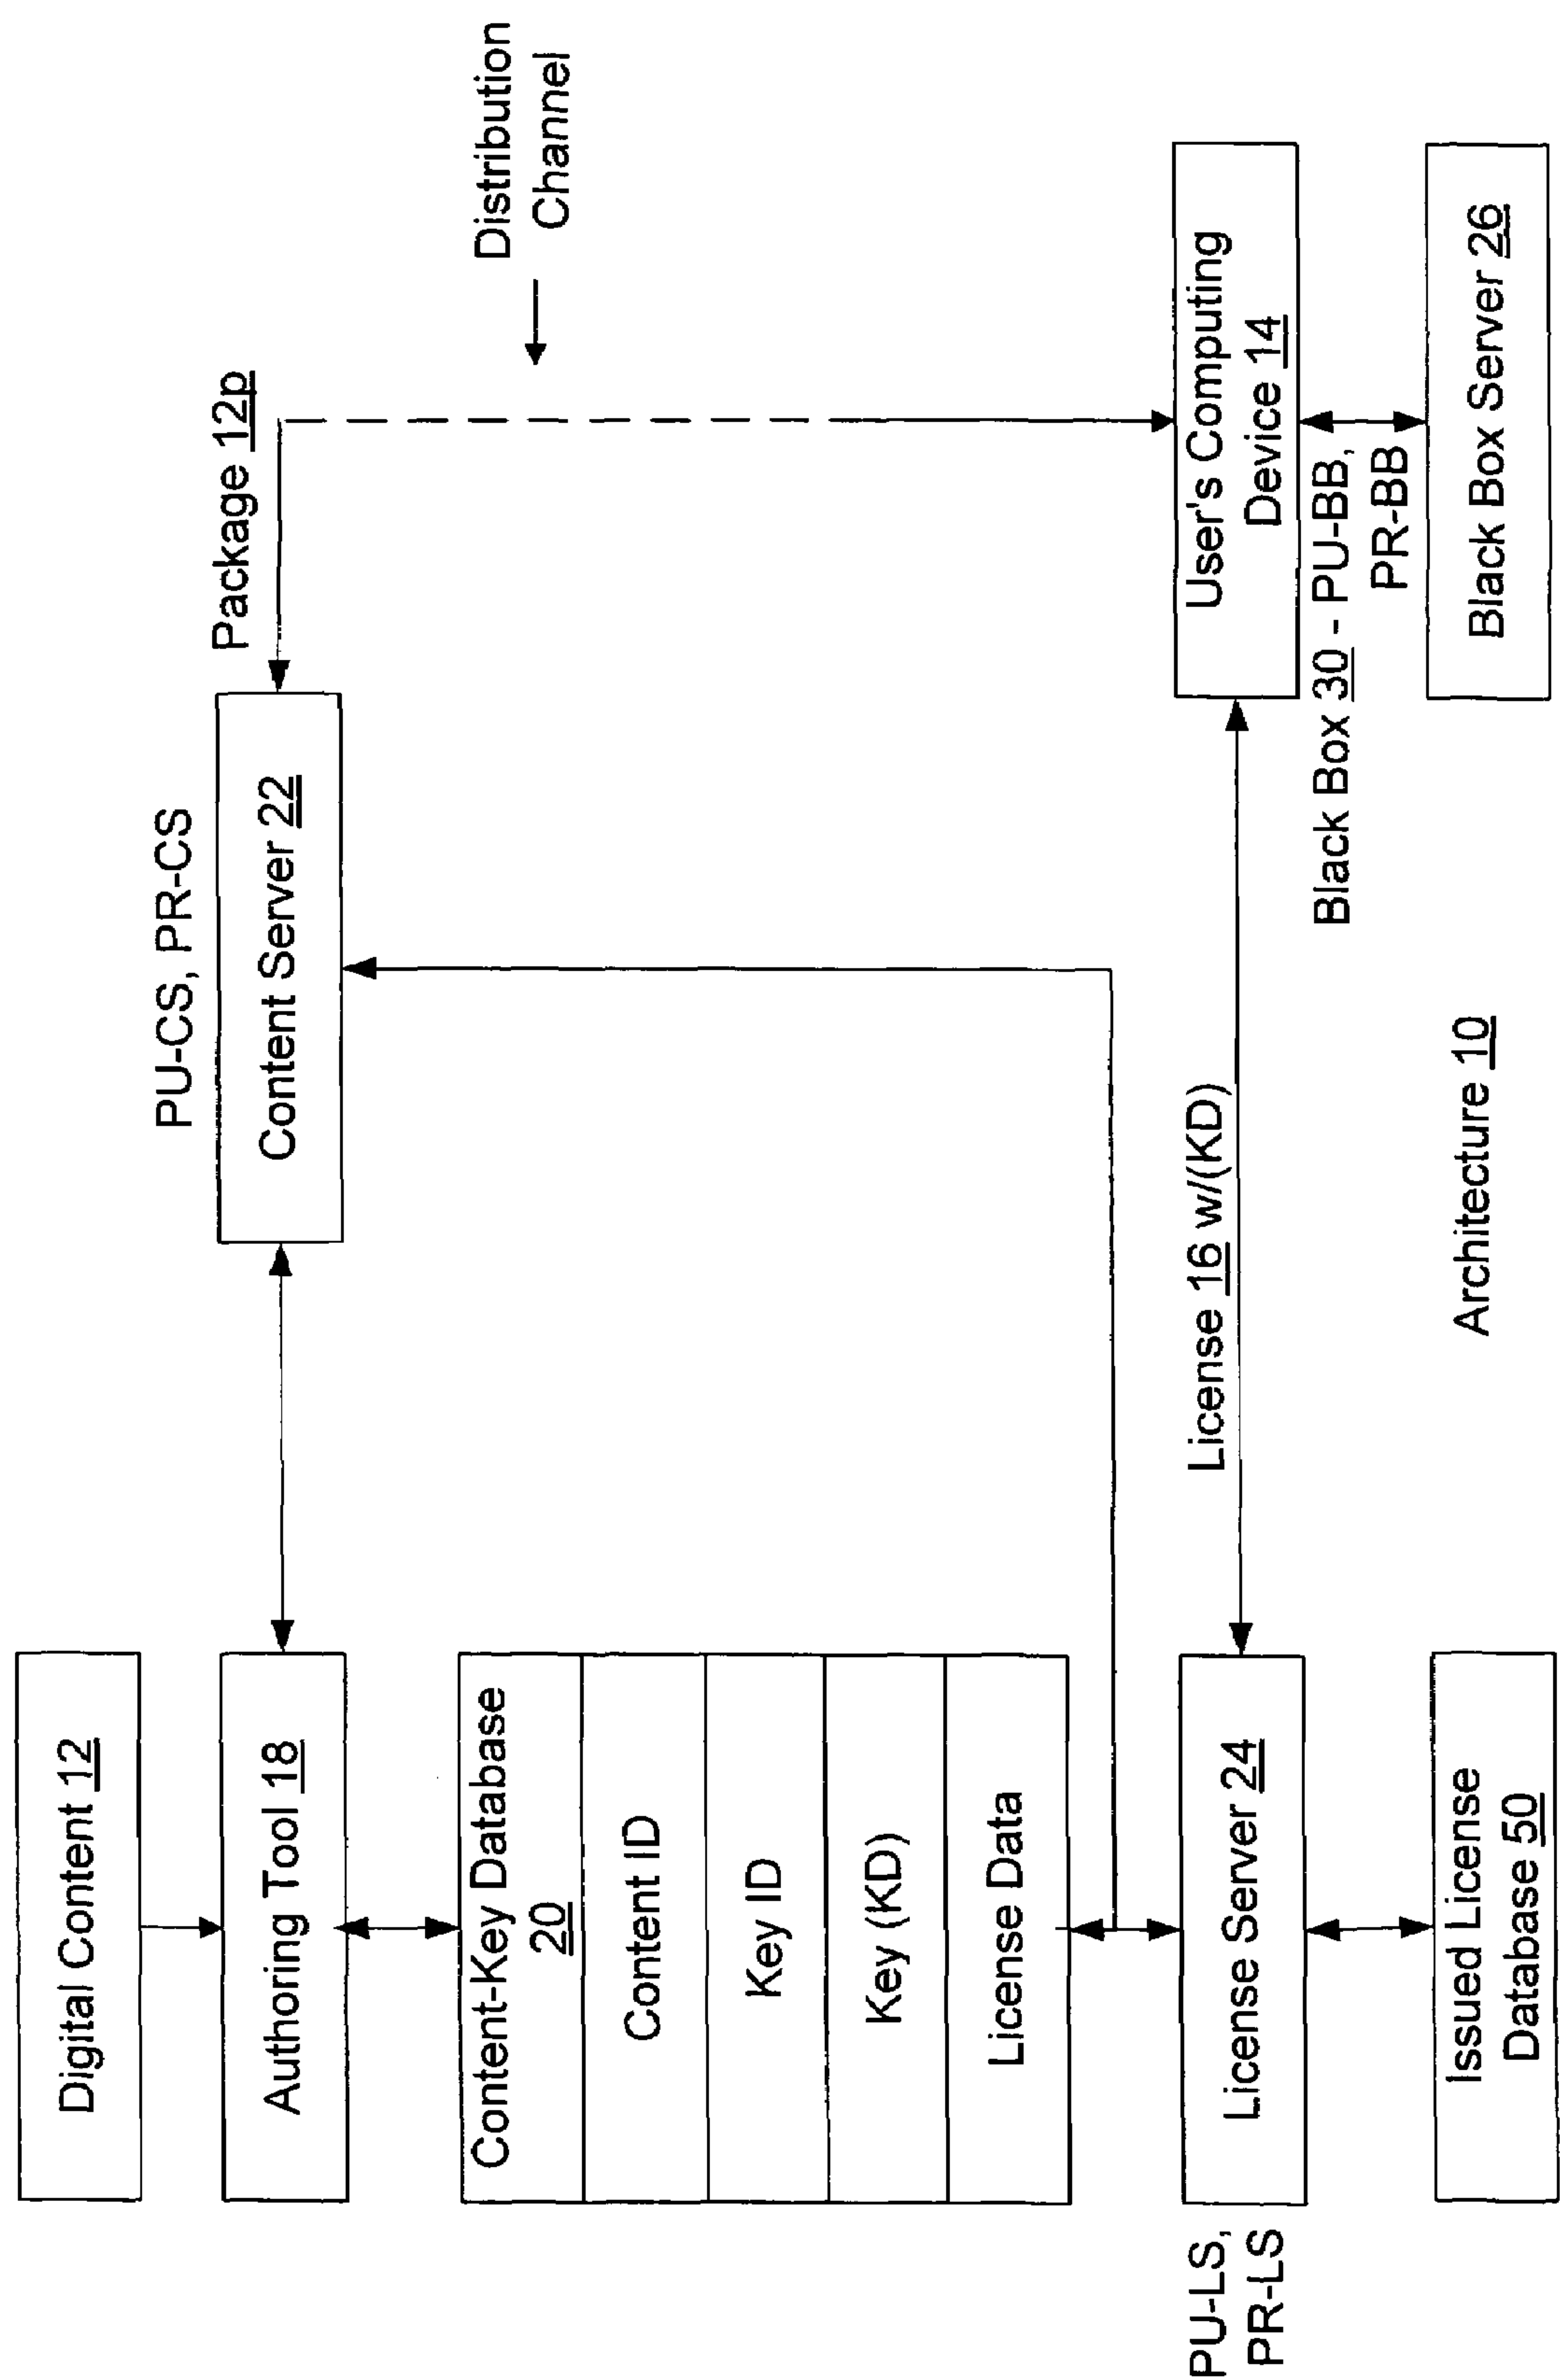 Digital Content 12
Authoring Tool 18
Content-Key Database
20
Content ID
Key ID
Key (KD)
License Data
PU-LS,
PR-LS
License Server 24
Issued License
Database 50
PU-CS, PR-CS
Content Server 22
Package 12p
Distribution
Channel
License 16 w/(KD)
User's Computing
Device 14
Black Box 30 - PU-BB,
PR-BB
Black Box Server 26
Architecture 10